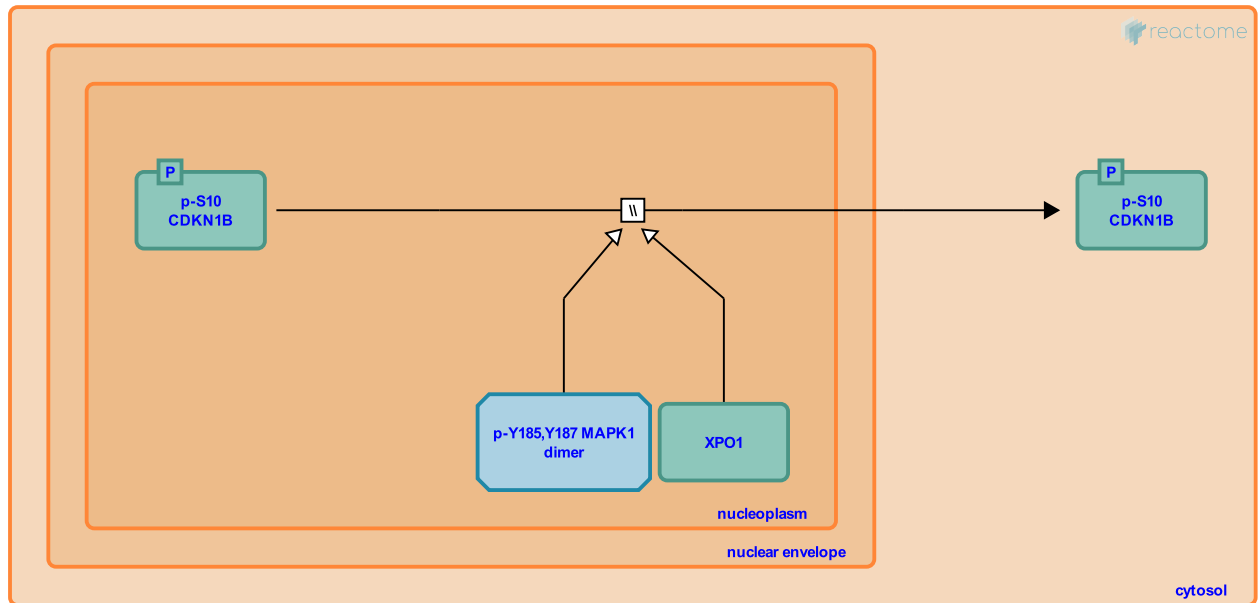 reactome
P
p-S10
CDKN1B
\\
P
p-S10
CDKN1B
p-Y185,Y187 MAPK1
dimer
XPO1
nucleoplasm
nuclear envelope
cytosol